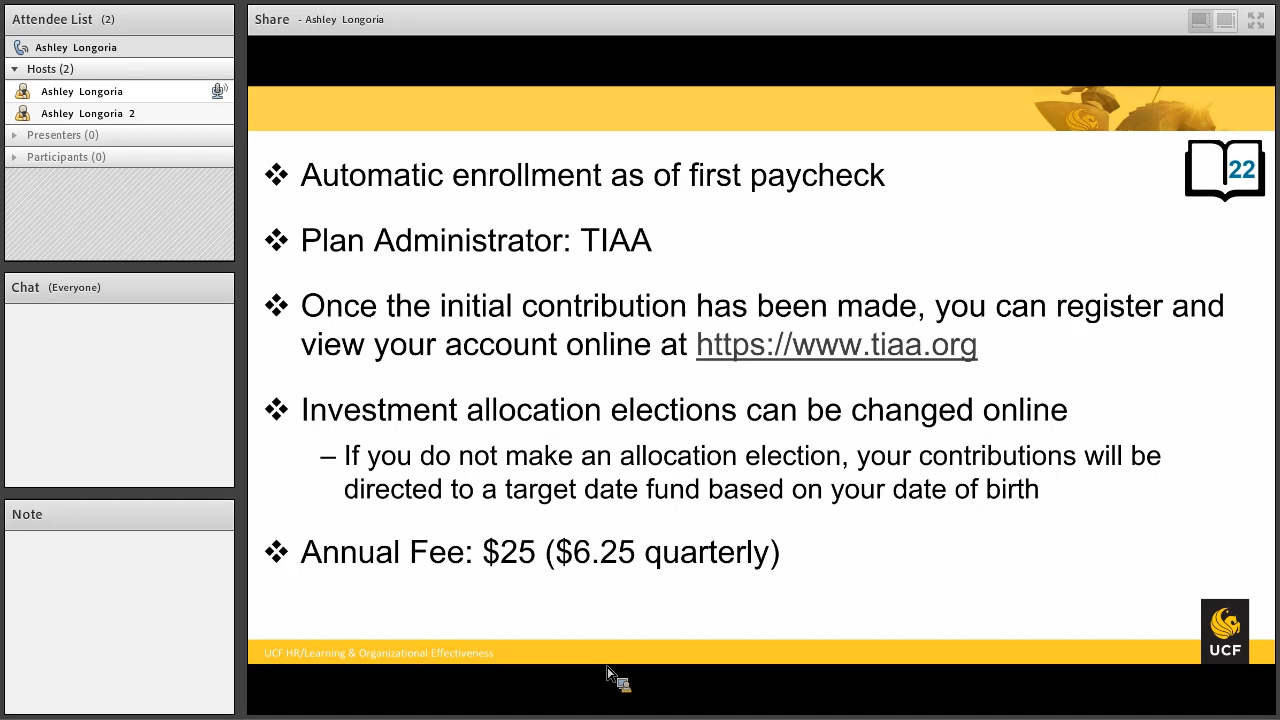 Attendee List (2)
Ashley Longoria
Hosts (2)
Ashley Longoria
Ashley Longoria 2
Presenters (0)
Participants (0)
Chat (Everyone)
Note
Share - Ashley Longoria
22
❖ Automatic enrollment as of first paycheck
❖ Plan Administrator: TIAA
❖ Once the initial contribution has been made, you can register and
view your account online at https://www.tiaa.org
❖ Investment allocation elections can be changed online
– If you do not make an allocation election, your contributions will be
directed to a target date fund based on your date of birth
❖ Annual Fee: $25 ($6.25 quarterly)
UCF HR/Learning & Organizational Effectiveness
UCF